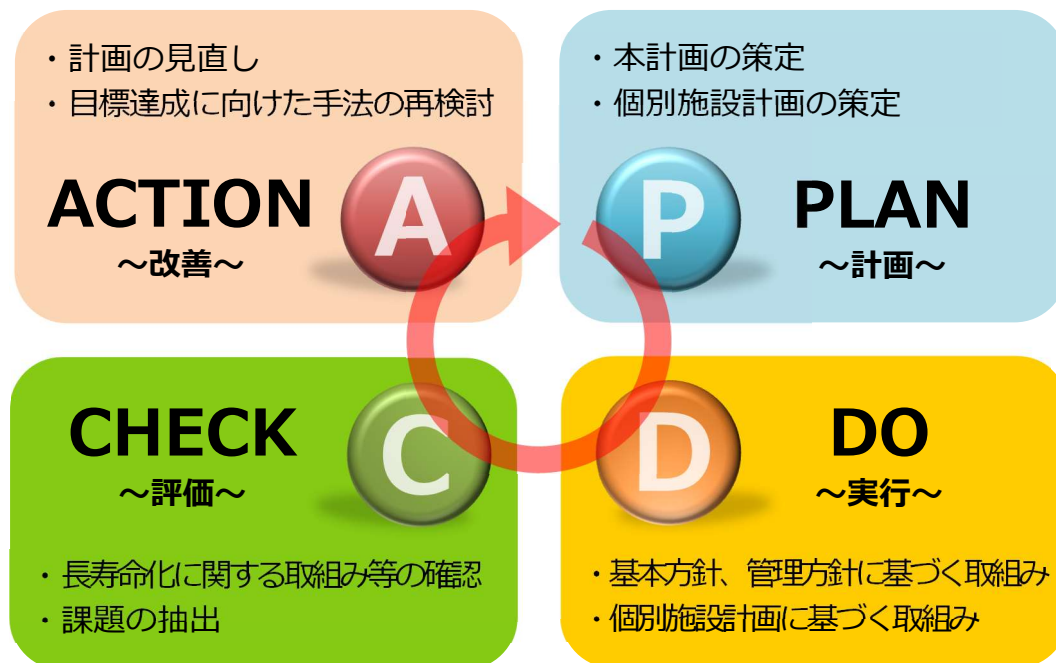 ・計画の見直し
・目標達成に向けた手法の再検討
ACTION
～改善～
A
・本計画の策定
・個別施設計画の策定
P
PLAN
～計画～
CHECK
～評価～
C
・長寿命化に関する取組み等の確認
・課題の抽出
D
DO
～実行～
・基本方針、管理方針に基づく取組み
・個別施設計画に基づく取組み